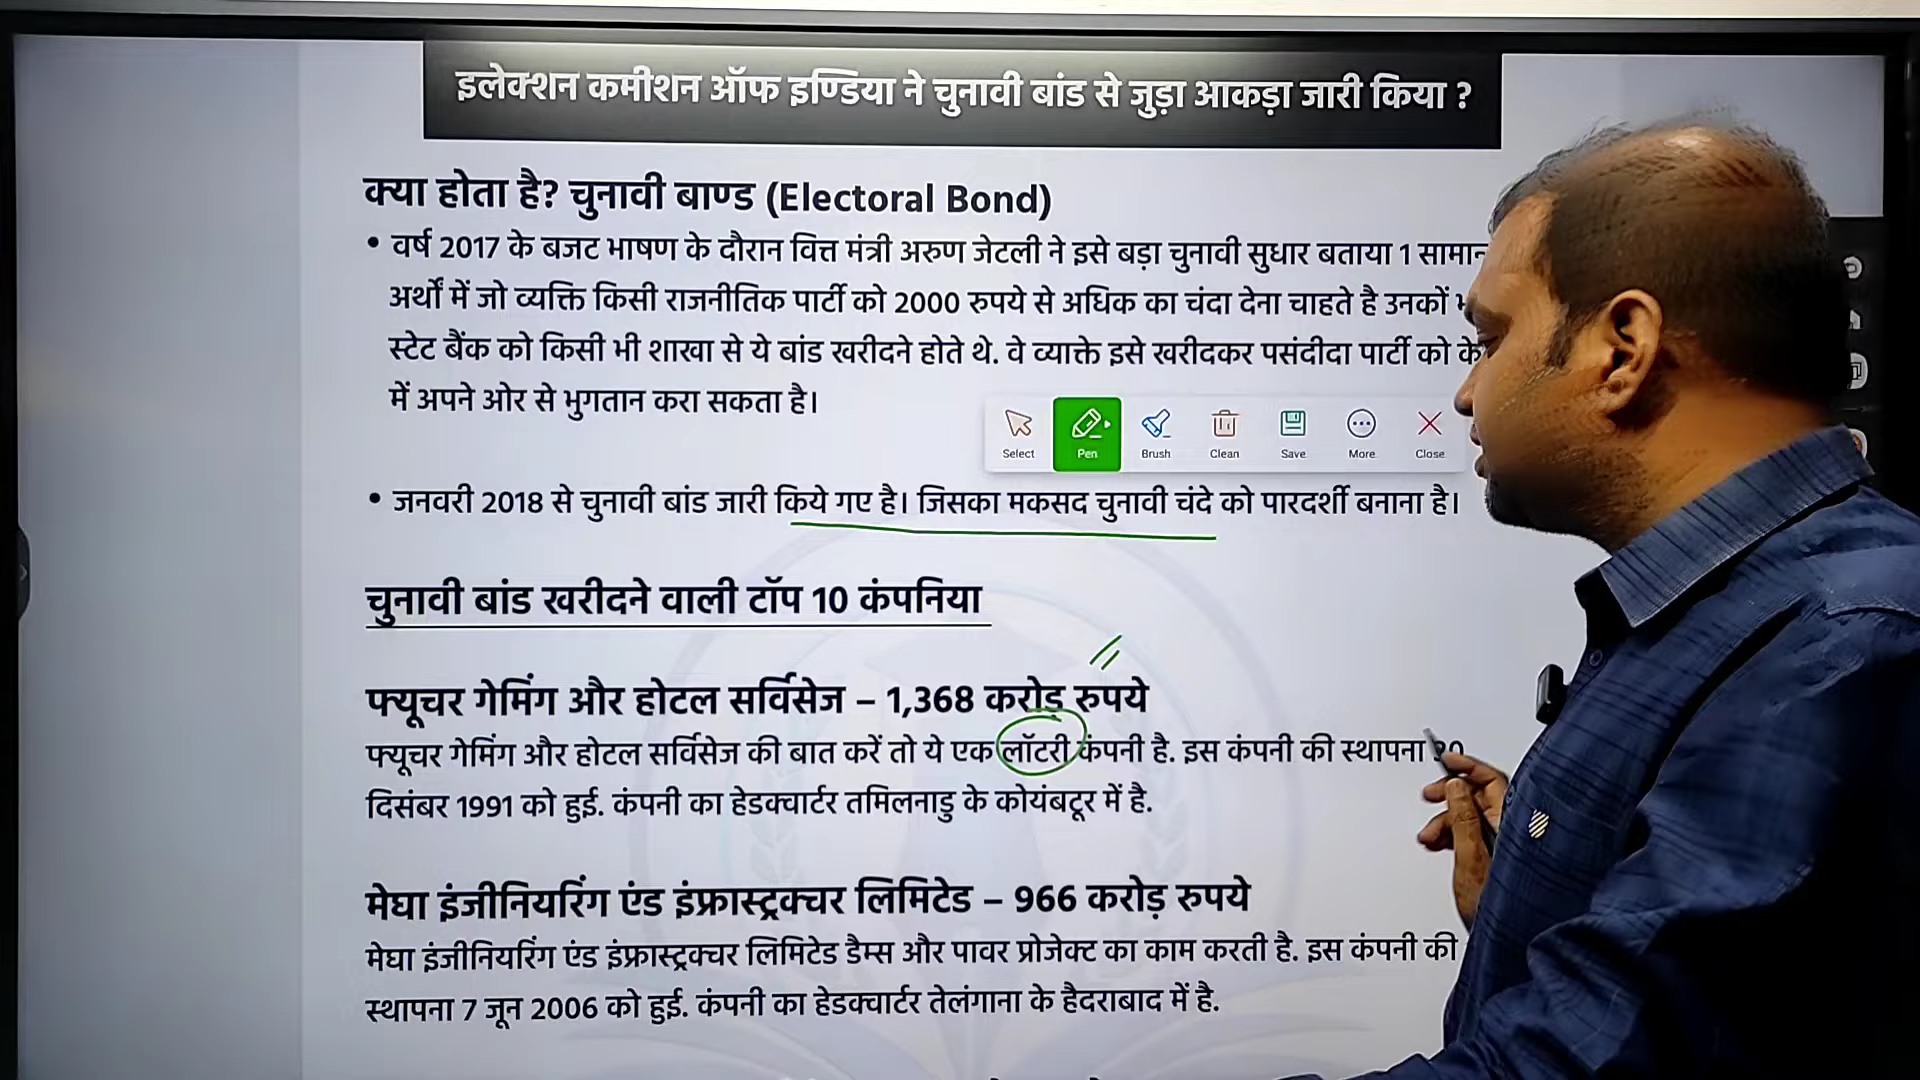 इलेक्शन कमीशन ऑफ इण्डिया ने चुनावी बांड से जुड़ा आकड़ा जारी किया ?
क्या होता है? चुनावी बाण्ड (Electoral Bond)
• वर्ष 2017 के बजट भाषण के दौरान वित्त मंत्री अरुण जेटली ने इसे बड़ा चुनावी सुधार बताया 1
अर्थों में जो व्यक्ति किसी राजनीतिक पार्टी को 2000 रुपये से अधिक का चंदा देना चाहते है उनकों
स्टेट बैंक को किसी भी शाखा से ये बांड खरीदने होते थे. वे व्याक्ते इसे खरीदकर पसंदीदा पार्टी को
में अपने ओर से भुगतान करा सकता है।
Select Pen Brush Clean Save More Close
• जनवरी 2018 से चुनावी बांड जारी किये गए है। जिसका मकसद चुनावी चंदे को पारदर्शी बनाना है।
चुनावी बांड खरीदने वाली टॉप 10 कंपनिया
फ्यूचर गेमिंग और होटल सर्विसेज – 1,368 करोड़ रुपये
फ्यूचर गेमिंग और होटल सर्विसेज की बात करें तो ये एक लॉटरी कंपनी है. इस कंपनी की स्थापना
दिसंबर 1991 को हुई. कंपनी का हेडक्वार्टर तमिलनाडु के कोयंबटूर में है.
मेघा इंजीनियरिंग एंड इंफ्रास्ट्रक्चर लिमिटेड – 966 करोड़ रुपये
मेघा इंजीनियरिंग एंड इंफ्रास्ट्रक्चर लिमिटेड डैम्स और पावर प्रोजेक्ट का काम करती है. इस कंपनी की
स्थापना 7 जून 2006 को हुई. कंपनी का हेडक्वार्टर तेलंगाना के हैदराबाद में है.